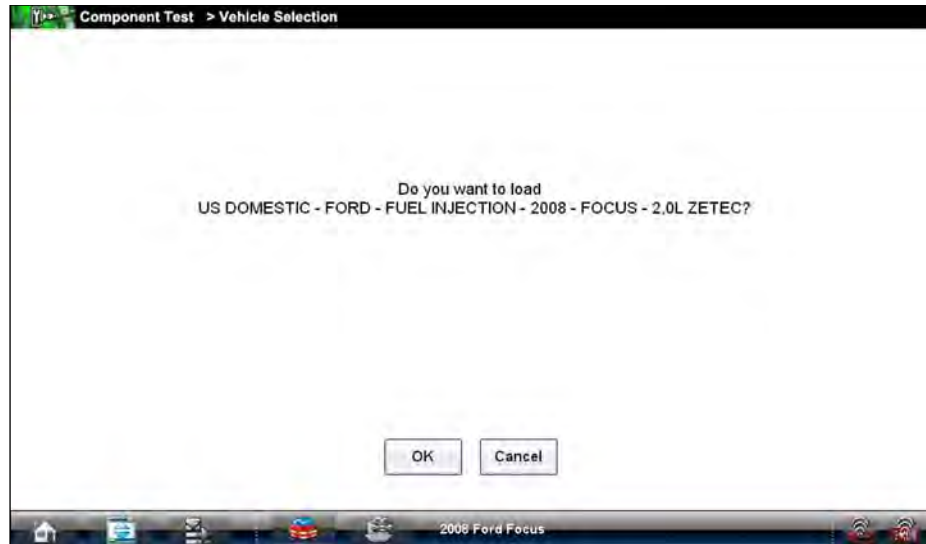 Component Test > Vehicle Selection
Do you want to load
US DOMESTIC - FORD - FUEL INJECTION - 2008 - FOCUS - 2.0L ZETEC?
OK Cancel
2008 Ford Focus